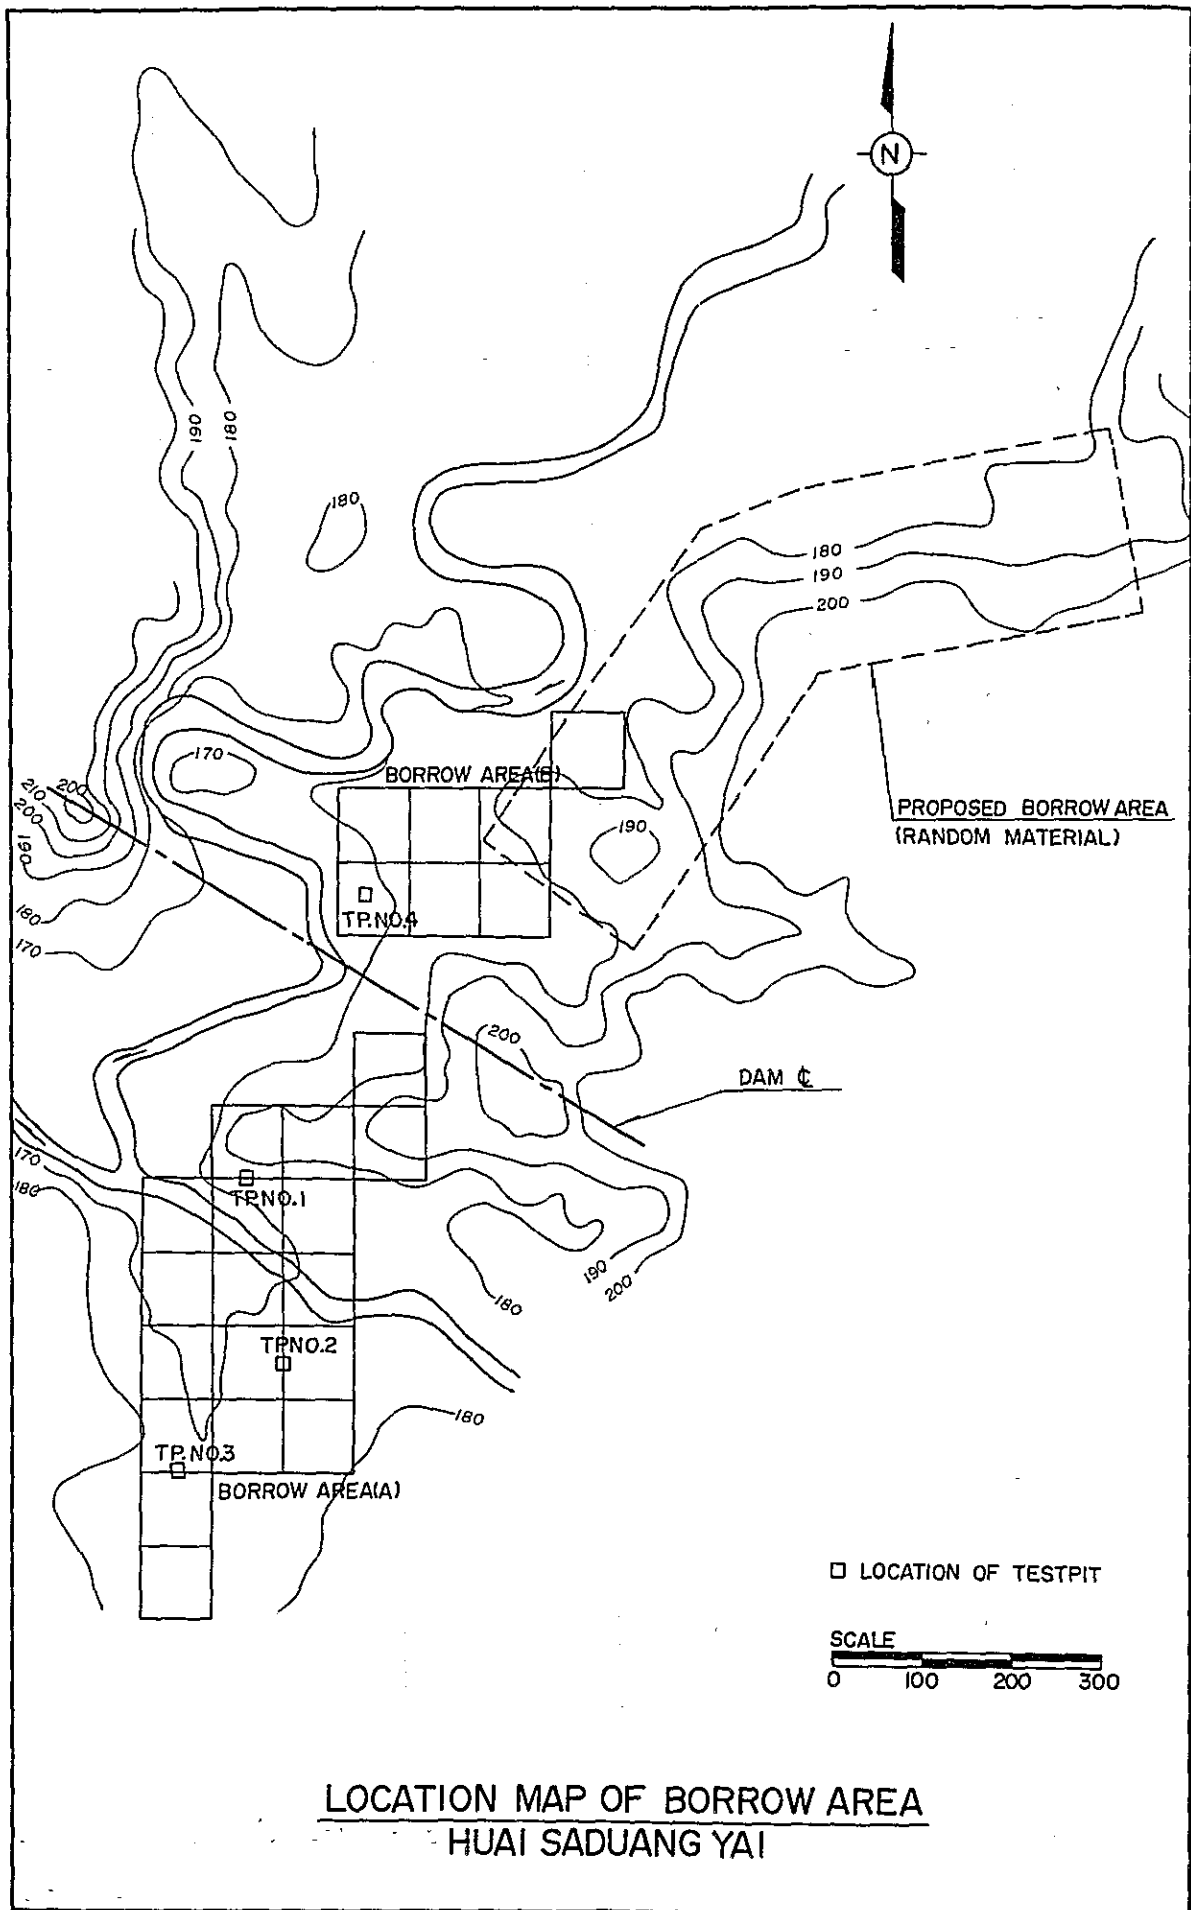 N
190
180
180
180
190
200
170
BORROW AREA(B)
210
200
200
190
PROPOSED BORROW AREA
(RANDOM MATERIAL)
190
180
TP.NO.4
170
200
DAM ℄
170
180
TP.NO.1
190
200
180
TP.NO.2
180
TP.NO.3
BORROW AREA(A)
LOCATION OF TESTPIT
SCALE
0 100 200 300
LOCATION MAP OF BORROW AREA
HUAI SADUANG YAI